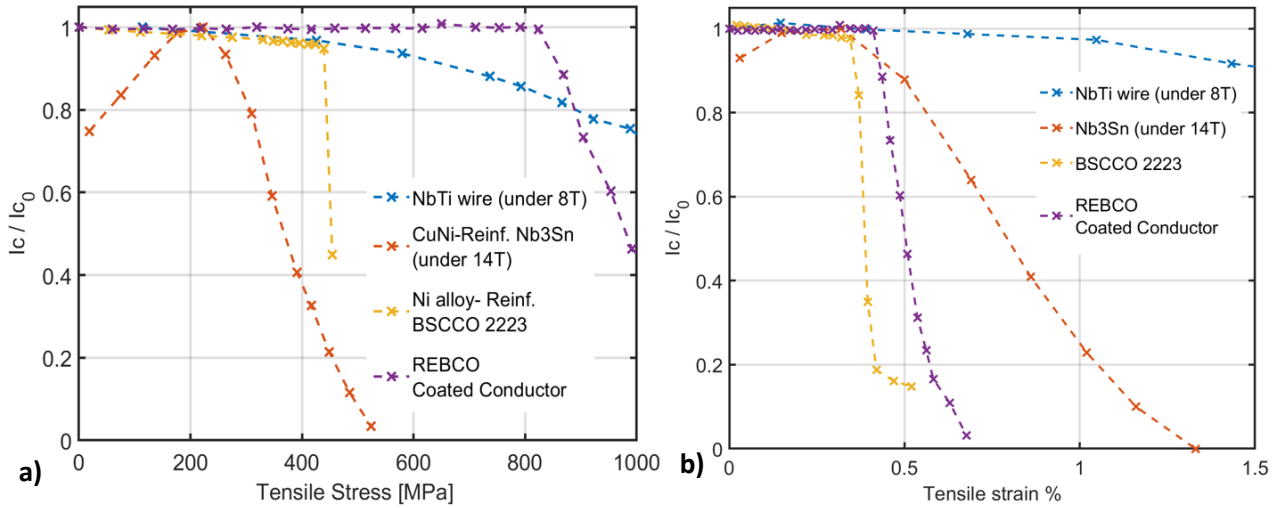 1
0.8
0.6
0.4
0.2
0
Ic / Ic0
0 200 400 600 800 1000
Tensile Stress [MPa]
NbTi wire (under 8T)
CuNi-Reinf. Nb3Sn
(under 14T)
Ni alloy- Reinf.
BSCCO 2223
REBCO
Coated Conductor
a)
1
0.8
0.6
0.4
0.2
0
Ic / Ic0
0 0.5 1 1.5
Tensile strain %
NbTi wire (under 8T)
Nb3Sn (under 14T)
BSCCO 2223
REBCO
Coated Conductor
b)